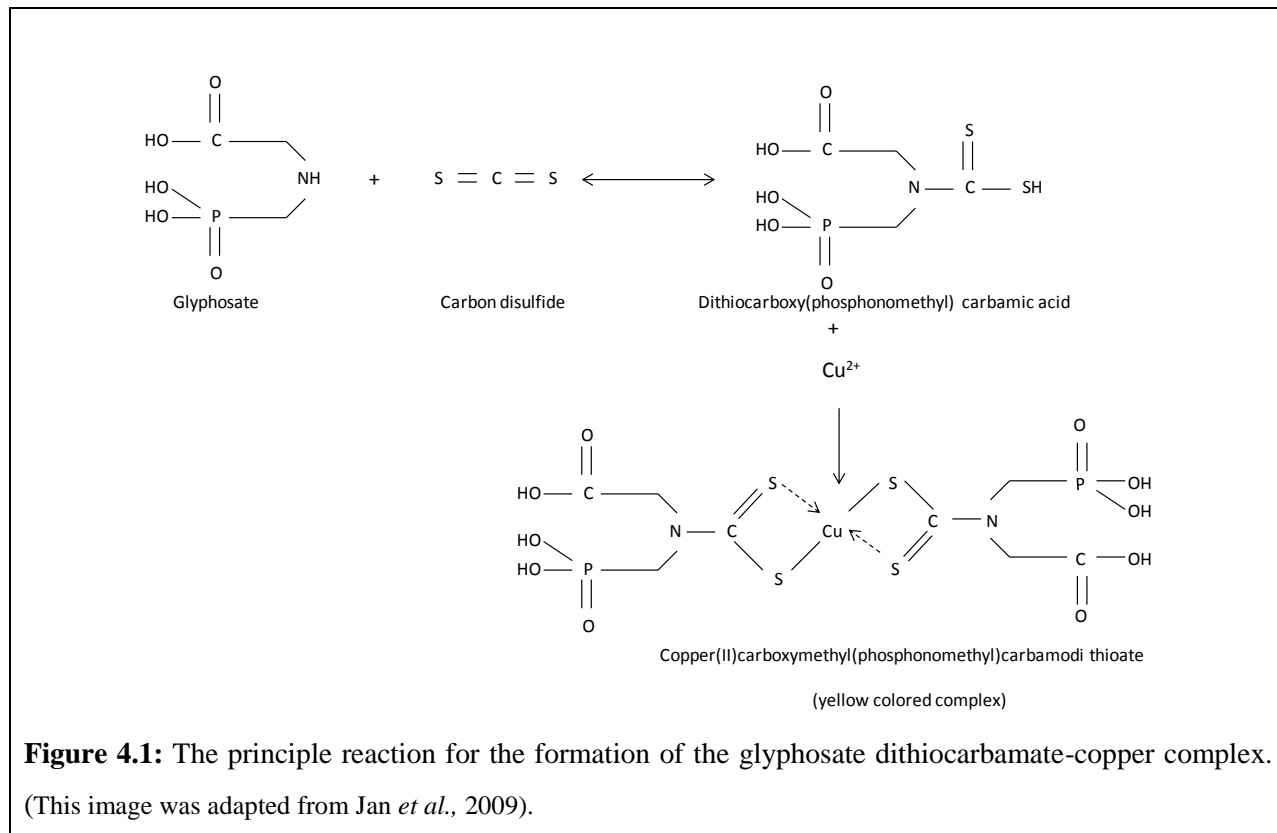 O
HO C
NH
HO
HO P
O
Glyphosate
+
S C S
Carbon disulfide
O
HO C
S
N C SH
HO
HO P
O
Dithiocarboxy(phosphonomethyl) carbamic acid
+
Cu²⁺
O
HO C
S S
N C Cu C N
HO
HO P
S S
O
O
P OH
OH
C OH
O
Copper(II)carboxymethyl(phosphonomethyl)carbamodi thioate
(yellow colored complex)
Figure 4.1: The principle reaction for the formation of the glyphosate dithiocarbamate-copper complex.
(This image was adapted from Jan et al., 2009).